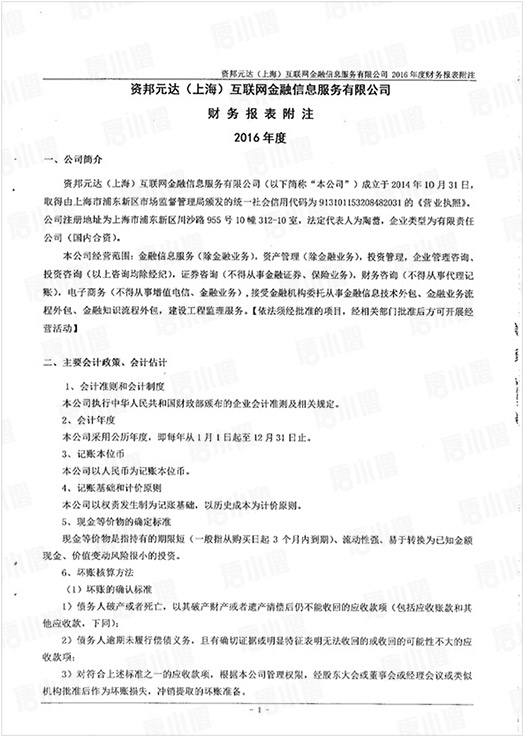 资邦元达（上海）互联网金融信息服务有限公司 2016 年度财务报表附注
资邦元达（上海）互联网金融信息服务有限公司
财 务 报 表 附 注
2016 年度
一、公司简介
资邦元达（上海）互联网金融信息服务有限公司（以下简称“本公司”）成立于 2014 年 10 月 31 日，
取得由上海市浦东新区市场监督管理局颁发的统一社会信用代码为 913101153208482031 的《营业执照》。
公司注册地址为上海市浦东新区川沙路 955 号 10 幢 312-10 室，法定代表人为陶蕾，企业类型为有限责任
公司（国内合资）。
本公司经营范围：金融信息服务（除金融业务），资产管理（除金融业务），投资管理，企业管理咨询、
投资咨询（以上咨询均除经纪），证券咨询（不得从事金融证券、保险业务），财务咨询（不得从事代理记
账），电子商务（不得从事增值电信、金融业务），接受金融机构委托从事金融信息技术外包、金融业务流
程外包、金融知识流程外包，建设工程监理服务。【依法须经批准的项目，经相关部门批准后方可开展经
营活动】
二、主要会计政策、会计估计
1、会计准则和会计制度
本公司执行中华人民共和国财政部颁布的企业会计准则及相关规定。
2、会计年度
本公司采用公历年度，即每年从 1 月 1 日起至 12 月 31 日止。
3、记账本位币
本公司以人民币为记账本位币。
4、记账基础和计价原则
本公司以权责发生制为记账基础，以历史成本为计价原则。
5、现金等价物的确定标准
现金等价物是指持有的期限短（一般指从购买日起 3 个月内到期）、流动性强、易于转换为已知金额
现金、价值变动风险很小的投资。
6、坏账核算方法
（1）坏账的确认标准
1）债务人破产或者死亡，以其破产财产或者遗产清偿后仍不能收回的应收款项（包括应收账款和其
他应收款，下同）；
2）债务人逾期未履行偿债义务，且有确切证据或明显特征表明无法收回的或收回的可能性不大的应
收款项；
3）对符合上述标准之一的应收款项，根据本公司管理权限，经股东大会或董事会或经理会议或类似
机构批准后作为坏账损失，冲销提取的坏账准备。
- 1 -
唐小僧